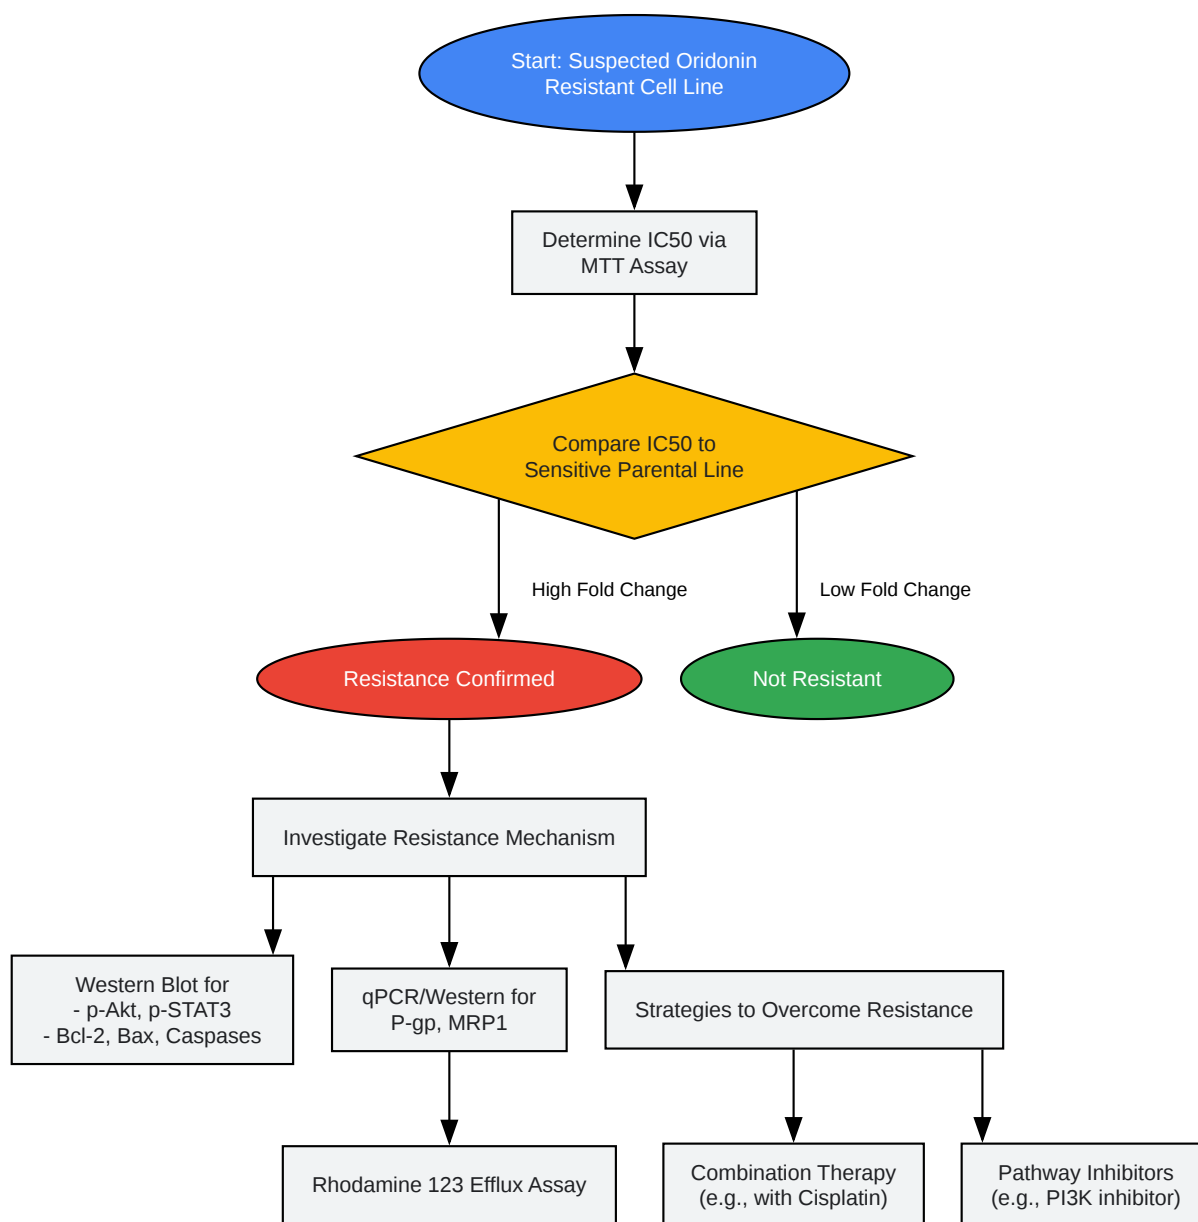 Start: Suspected Oridonin
Resistant Cell Line
Determine IC50 via
MTT Assay
Compare IC50 to
Sensitive Parental Line
High Fold Change
Low Fold Change
Resistance Confirmed
Not Resistant
Investigate Resistance Mechanism
Western Blot for
- p-Akt, p-STAT3
- Bcl-2, Bax, Caspases
qPCR/Western for
P-gp, MRP1
Strategies to Overcome Resistance
Rhodamine 123 Efflux Assay
Combination Therapy
(e.g., with Cisplatin)
Pathway Inhibitors
(e.g., PI3K inhibitor)